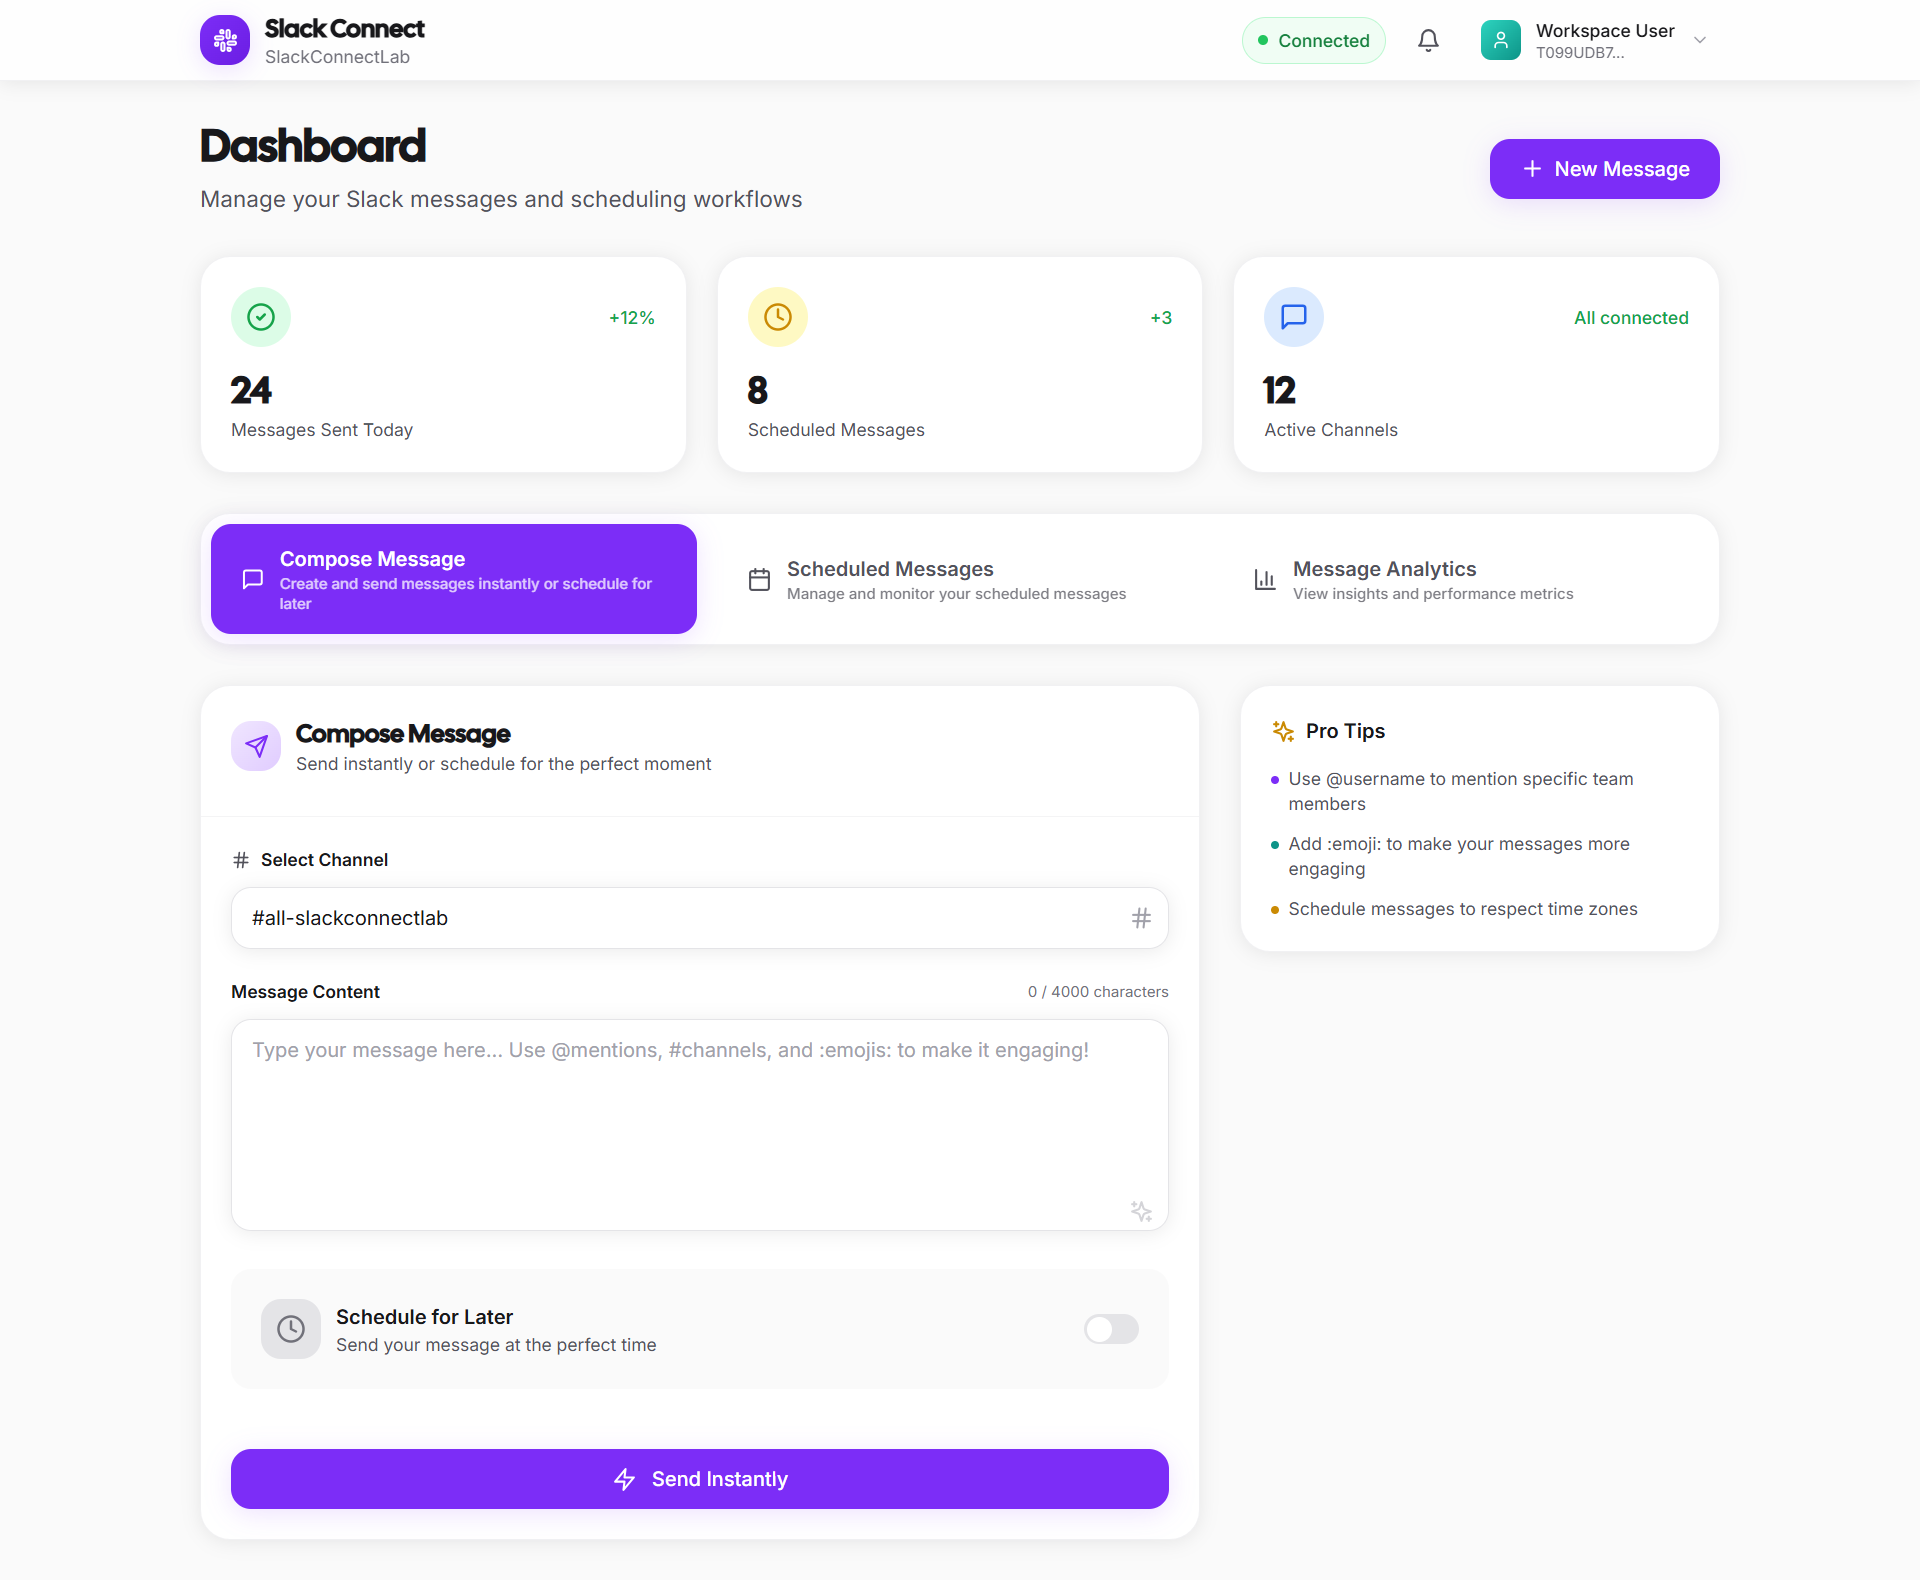 Slack Connect
SlackConnectLab
Connected
Workspace User
T099UDB7...
Dashboard
Manage your Slack messages and scheduling workflows
New Message
+12%
24
Messages Sent Today
+3
8
Scheduled Messages
All connected
12
Active Channels
Compose Message
Create and send messages instantly or schedule for
later
Scheduled Messages
Manage and monitor your scheduled messages
Message Analytics
View insights and performance metrics
Compose Message
Send instantly or schedule for the perfect moment
# Select Channel
#all-slackconnectlab
#
Message Content
0 / 4000 characters
Type your message here... Use @mentions, #channels, and :emojis: to make it engaging!
Schedule for Later
Send your message at the perfect time
Send Instantly
Pro Tips
Use @username to mention specific team
members
Add :emoji: to make your messages more
engaging
Schedule messages to respect time zones